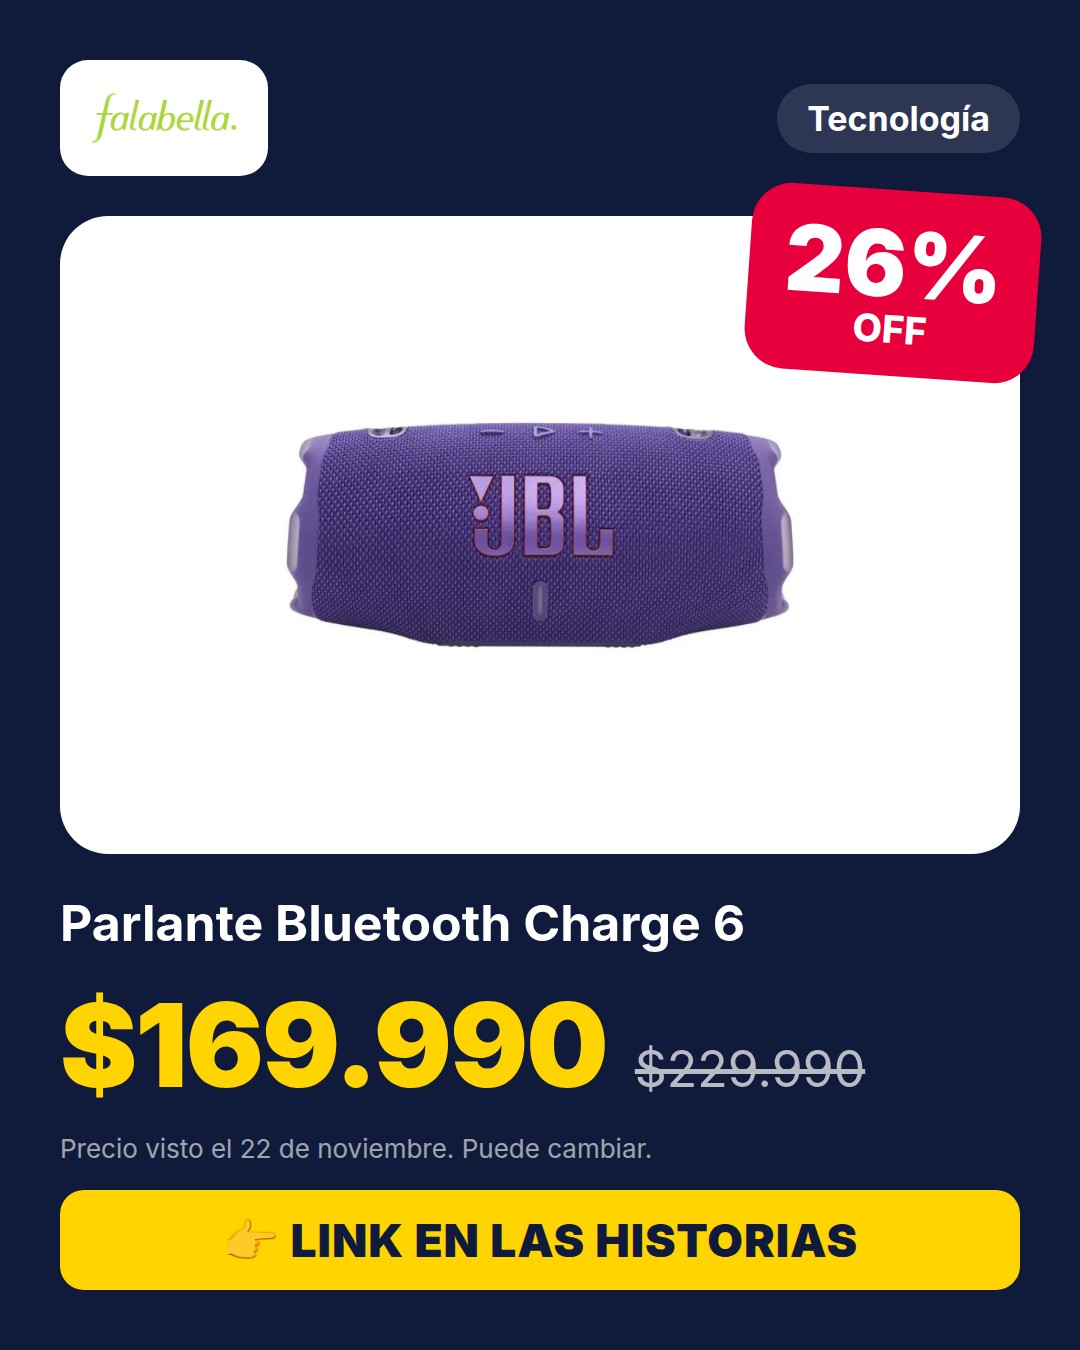 falabella.
Tecnología
26%
OFF
JBL
Parlante Bluetooth Charge 6
$169.990 $229.990
Precio visto el 22 de noviembre. Puede cambiar.
👉 LINK EN LAS HISTORIAS